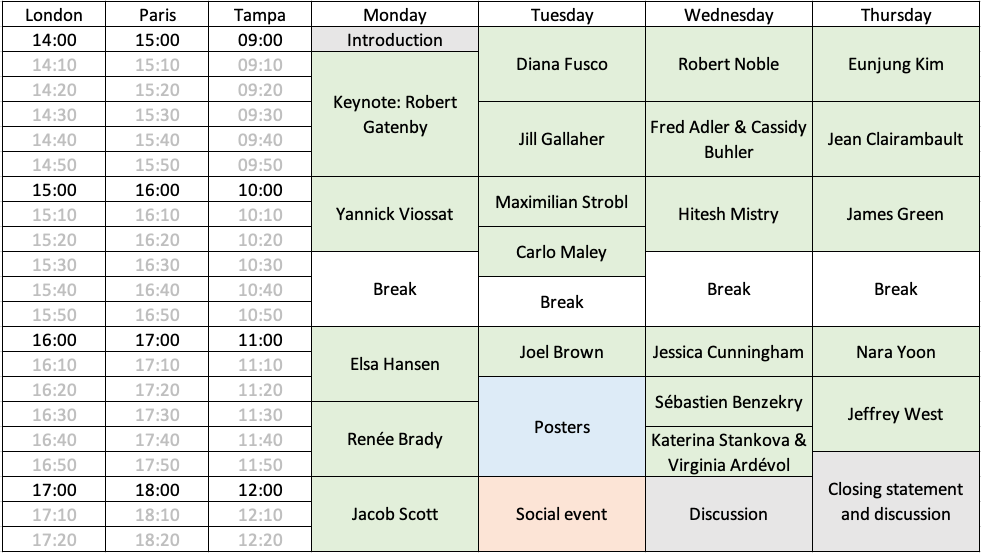 London Paris Tampa Monday Tuesday Wednesday Thursday
14:00 15:00 09:00 Introduction
14:10 15:10 09:10 Diana Fusco Robert Noble Eunjung Kim
14:20 15:20 09:20 Keynote: Robert
14:30 15:30 09:30 Gatenby Fred Adler & Cassidy
14:40 15:40 09:40 Jill Gallaher Buhler Jean Clairambault
14:50 15:50 09:50
15:00 16:00 10:00 Maximilian Strobl
15:10 16:10 10:10 Yannick Viossat Hitesh Mistry James Green
15:20 16:20 10:20 Carlo Maley
15:30 16:30 10:30
15:40 16:40 10:40 Break Break Break Break
15:50 16:50 10:50
16:00 17:00 11:00 Joel Brown Jessica Cunningham Nara Yoon
16:10 17:10 11:10 Elsa Hansen
16:20 17:20 11:20 Sébastien Benzekry
16:30 17:30 11:30 Posters Jeffrey West
16:40 17:40 11:40 Renée Brady Katerina Stankova &
16:50 17:50 11:50 Virginia Ardévol
17:00 18:00 12:00 Closing statement
17:10 18:10 12:10 Jacob Scott Social event Discussion and discussion
17:20 18:20 12:20